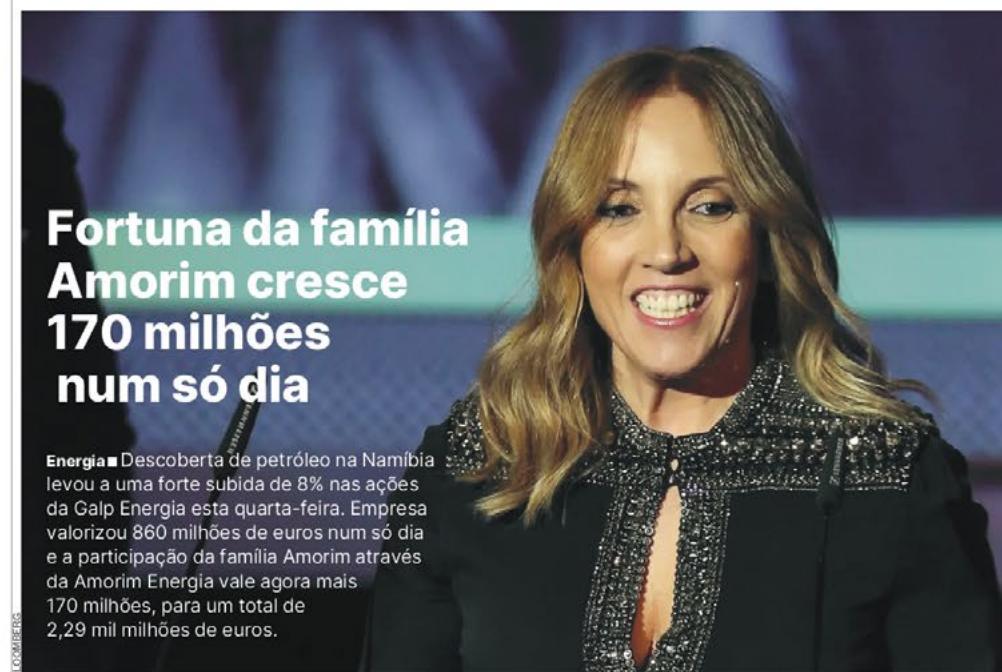 Fortuna da família
Amorim cresce
170 milhões
num só dia
Energia ■ Descoberta de petróleo na Namíbia
levou a uma forte subida de 8% nas ações
da Galp Energia esta quarta-feira. Empresa
valorizou 860 milhões de euros num só dia
e a participação da família Amorim através
da Amorim Energia vale agora mais
170 milhões, para um total de
2,29 mil milhões de euros.
LOOMBERG